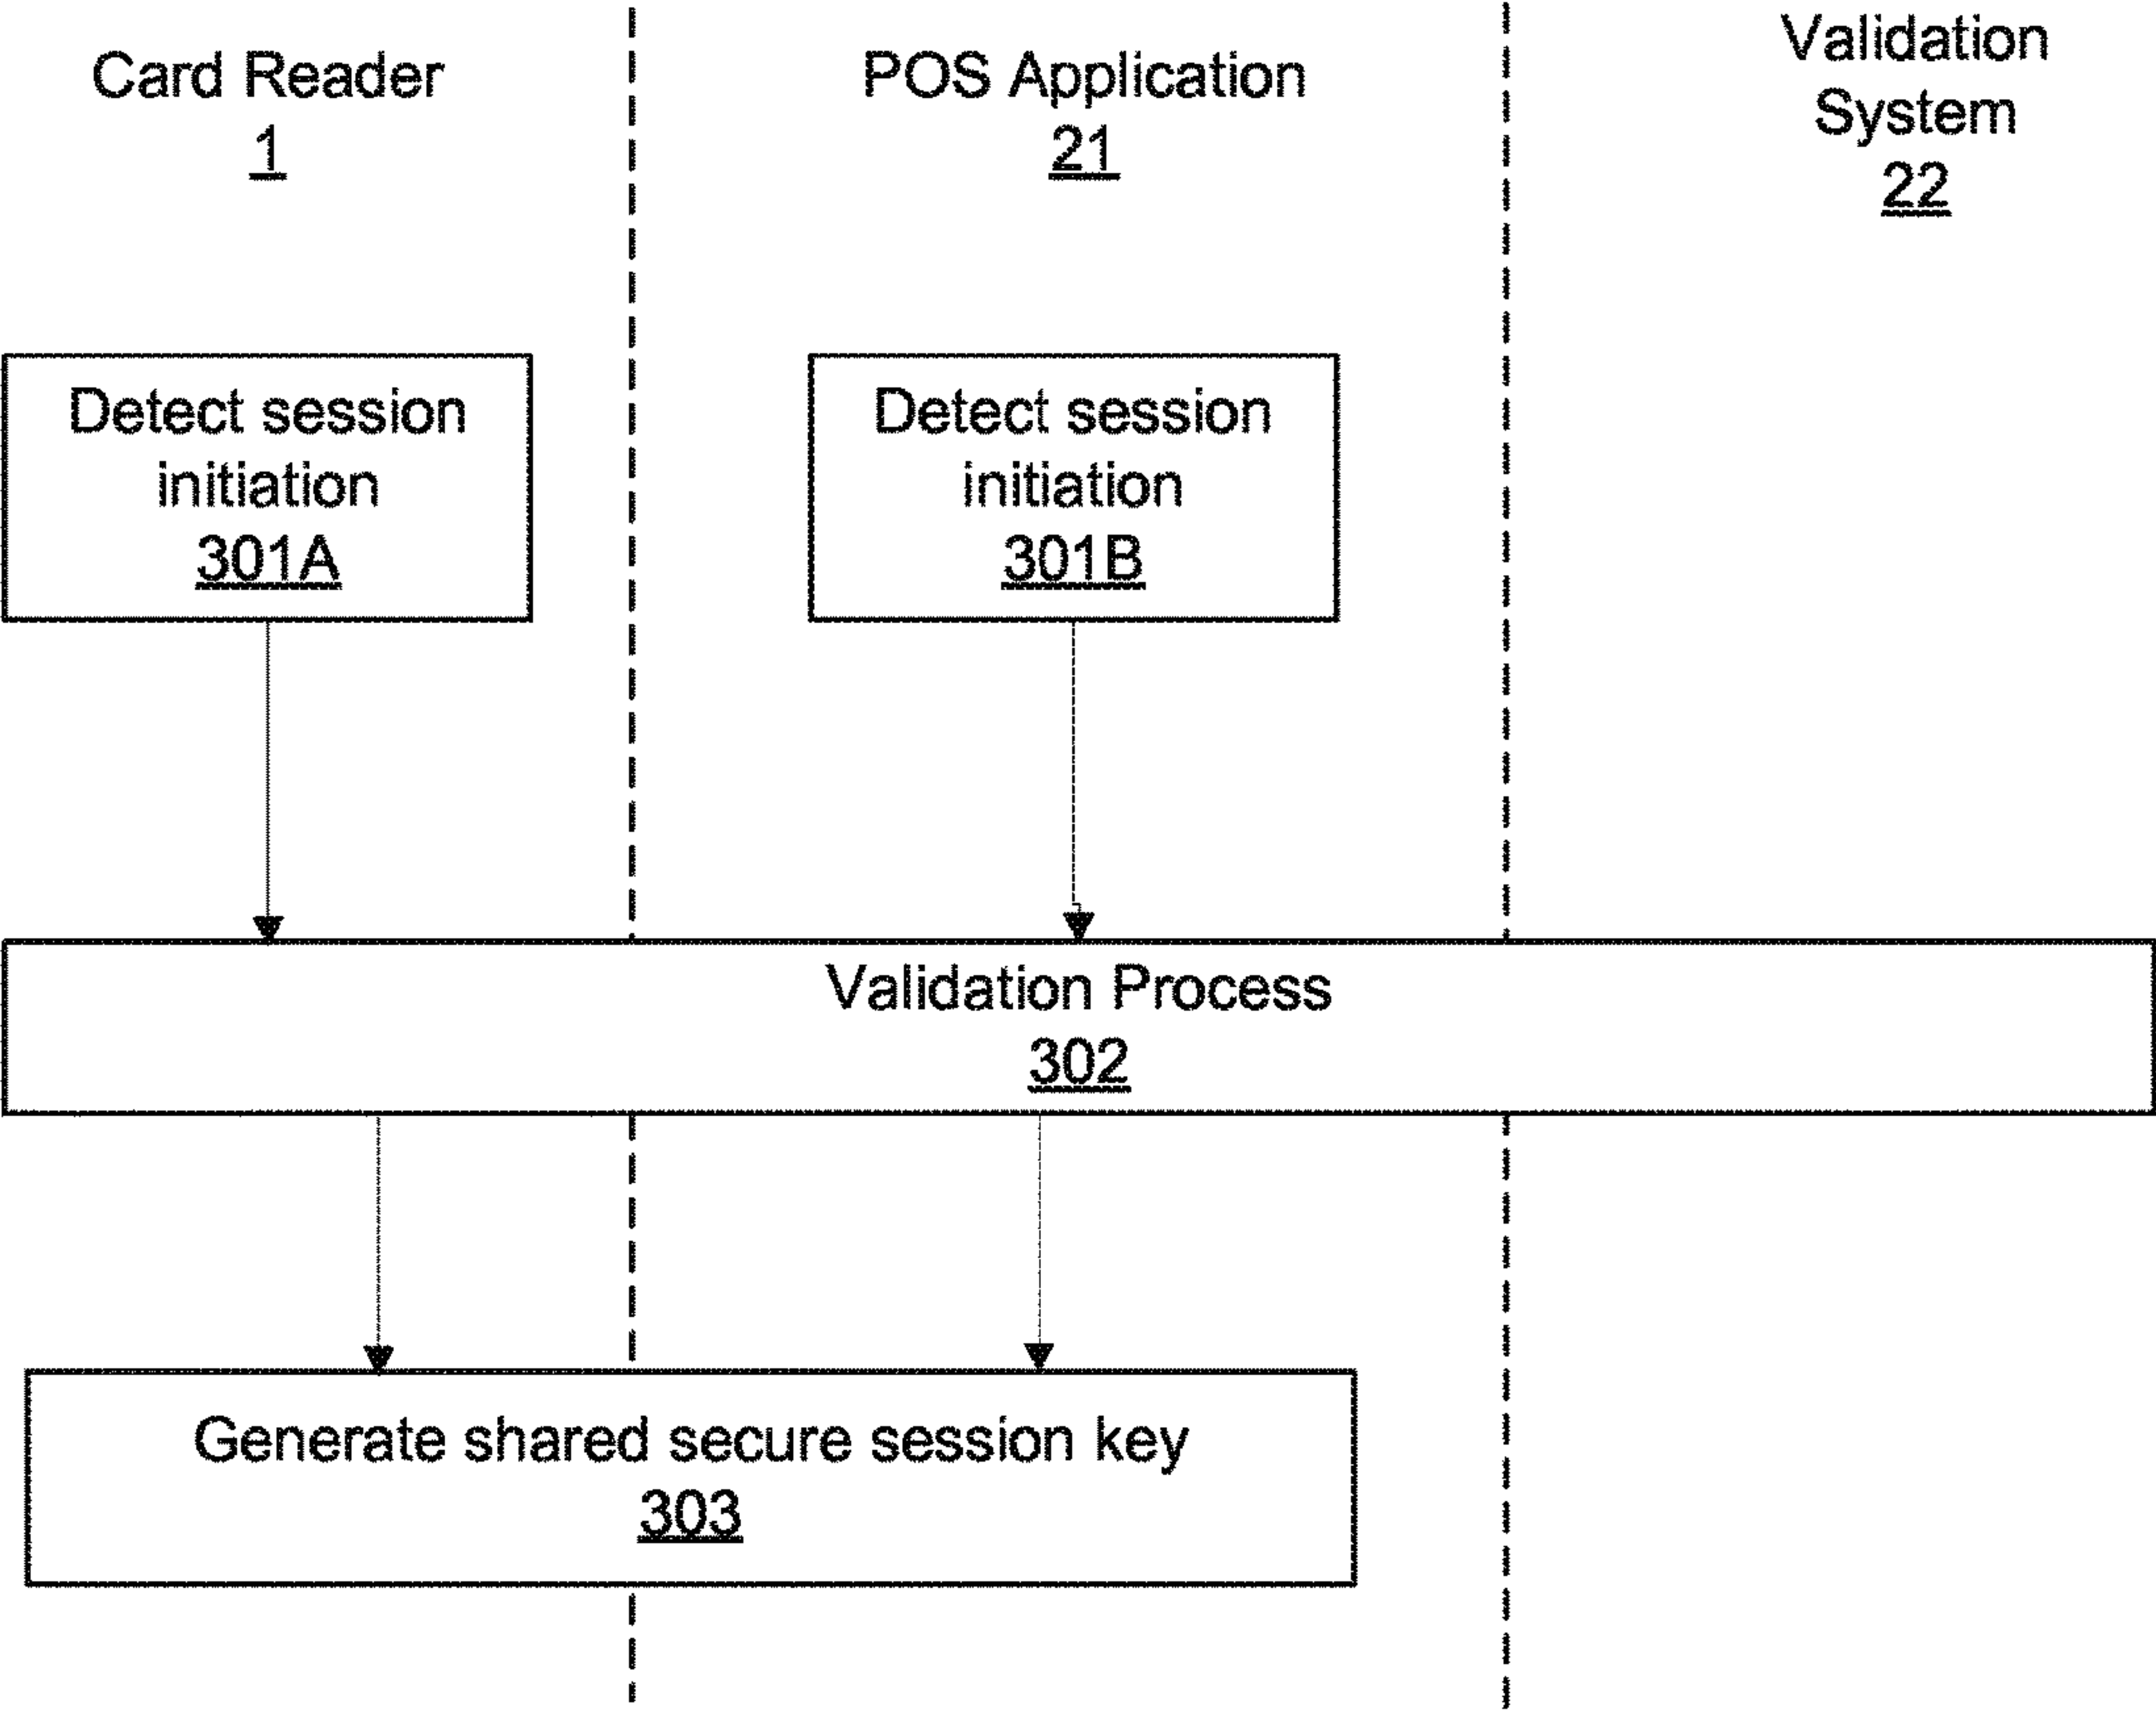 Card Reader
1
POS Application
21
Validation
System
22
Detect session
initiation
301A
Detect session
initiation
301B
Validation Process
302
Generate shared secure session key
303